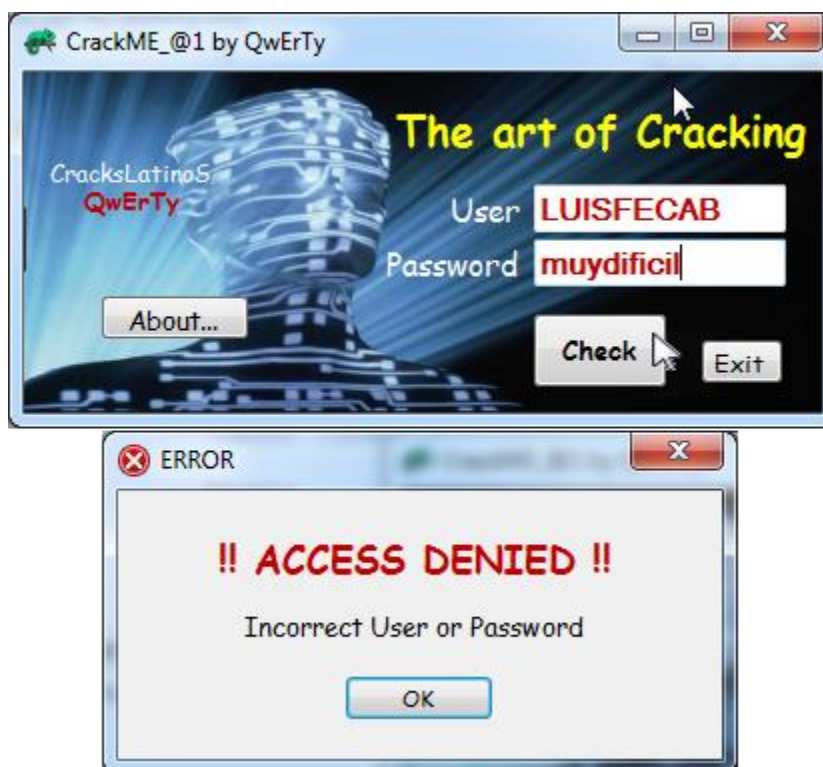 CrackME_@1 by QwErTy
The art of Cracking
CracksLatinoS
QwErTy
User LUISFECAB
Password muydificil
About...
Check
Exit
ERROR
!! ACCESS DENIED !!
Incorrect User or Password
OK